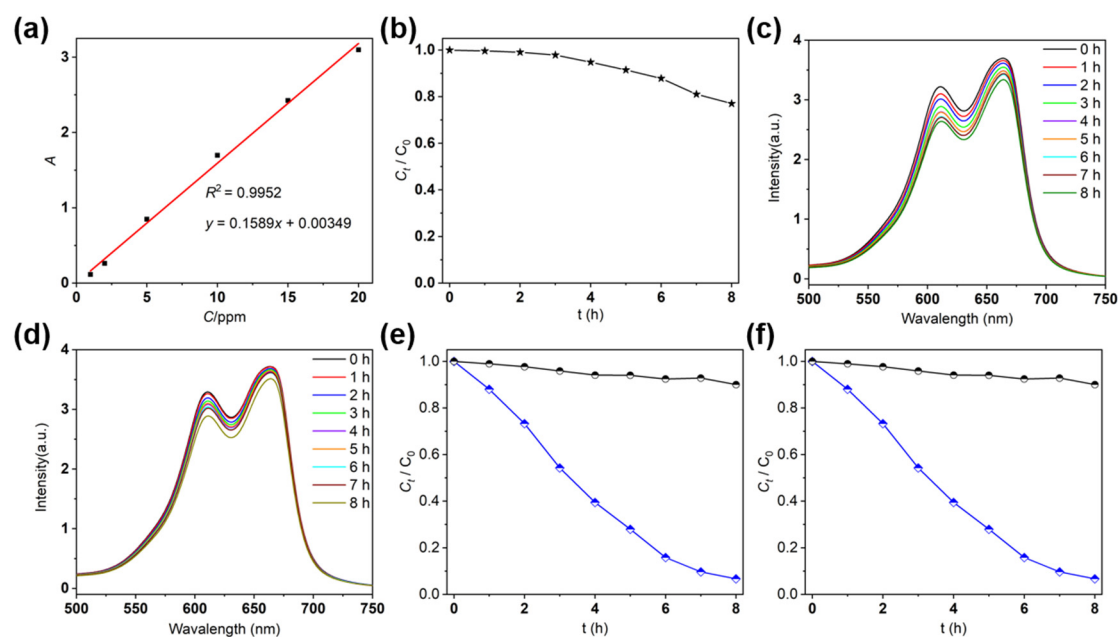 (a)
3
2
1
0
A
R² = 0.9952
y = 0.1589x + 0.00349
0 5 10 15 20
C/ppm
(b)
1.0
0.8
0.6
0.4
0.2
0.0
Cₜ / C₀
0 2 4 6 8
t (h)
(c)
4
3
2
1
0
Intensity(a.u.)
0 h
1 h
2 h
3 h
4 h
5 h
6 h
7 h
8 h
500 550 600 650 700 750
Wavelength (nm)
(d)
4
3
2
1
0
Intensity(a.u.)
0 h
1 h
2 h
3 h
4 h
5 h
6 h
7 h
8 h
500 550 600 650 700 750
Wavelength (nm)
(e)
1.0
0.8
0.6
0.4
0.2
0.0
Cₜ / C₀
0 2 4 6 8
t (h)
(f)
1.0
0.8
0.6
0.4
0.2
0.0
Cₜ / C₀
0 2 4 6 8
t (h)